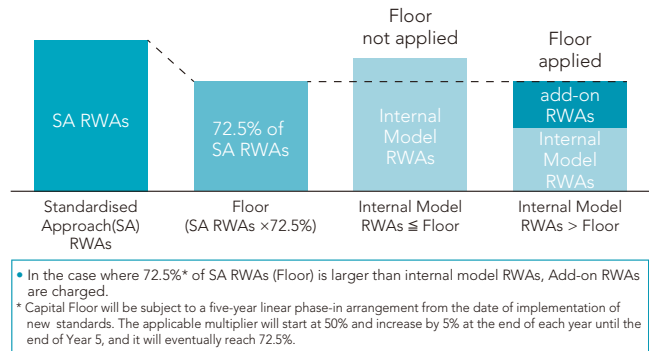 Floor
not applied
Floor
applied
SA RWAs
72.5% of
SA RWAs
Internal
Model
RWAs
add-on
RWAs
Internal
Model
RWAs
Standardised
Approach(SA)
RWAs
Floor
(SA RWAs ×72.5%)
Internal Model
RWAs ≦ Floor
Internal Model
RWAs > Floor
• In the case where 72.5%* of SA RWAs (Floor) is larger than internal model RWAs, Add-on RWAs
are charged.
* Capital Floor will be subject to a five-year linear phase-in arrangement from the date of implementation of
new standards. The applicable multiplier will start at 50% and increase by 5% at the end of each year until the
end of Year 5, and it will eventually reach 72.5%.